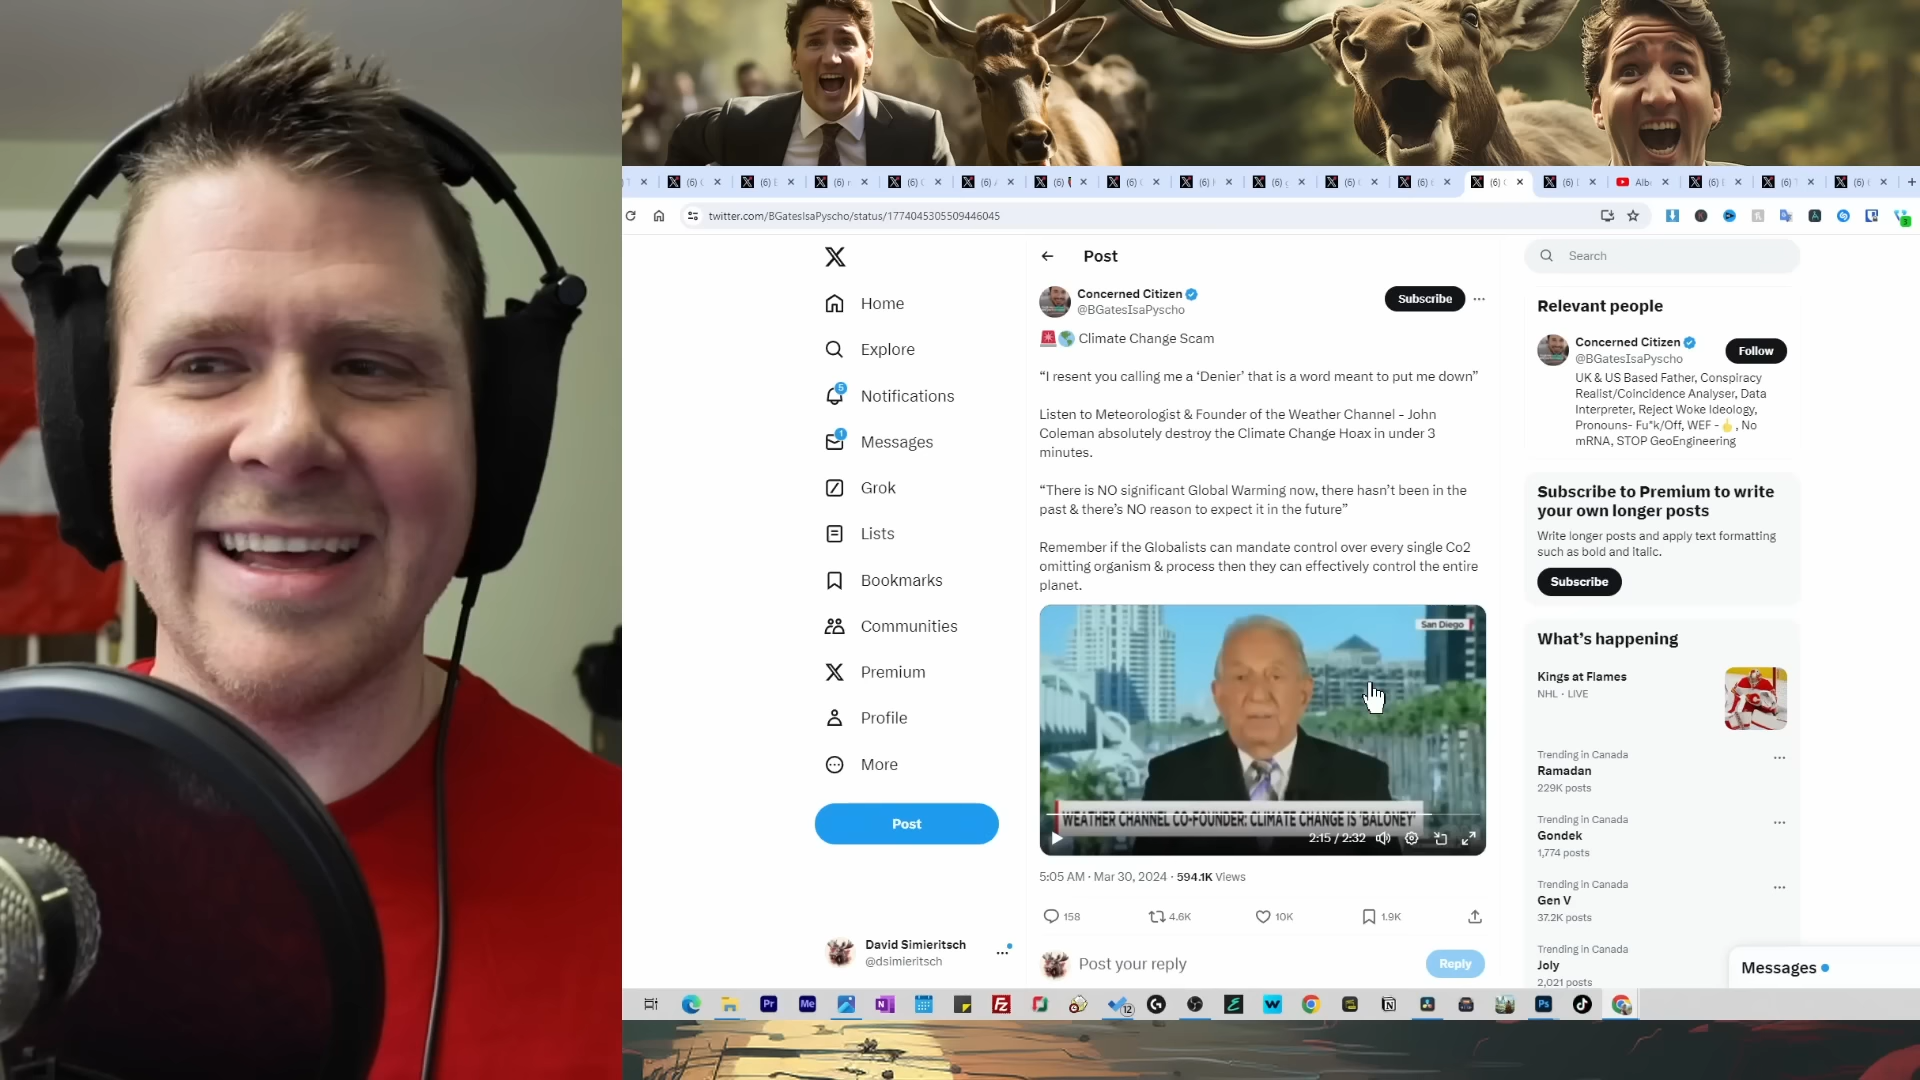 twitter.com/BGatesIsaPyscho/status/1774045305509446045
Home
Explore
5
Notifications
1
Messages
Grok
Lists
Bookmarks
Communities
Premium
Profile
More
Post
David Simieritsch
@dsimieritsch
Post
Concerned Citizen
@BGatesIsaPyscho
Subscribe
Climate Change Scam
“I resent you calling me a ‘Denier’ that is a word meant to put me down”
Listen to Meteorologist & Founder of the Weather Channel - John
Coleman absolutely destroy the Climate Change Hoax in under 3
minutes.
“There is NO significant Global Warming now, there hasn’t been in the
past & there’s NO reason to expect it in the future”
Remember if the Globalists can mandate control over every single Co2
omitting organism & process then they can effectively control the entire
planet.
San Diego
WEATHER CHANNEL CO-FOUNDER: CLIMATE CHANGE IS 'BALONEY'
2:15 / 2:32
5:05 AM · Mar 30, 2024 · 594.1K Views
158
4.6K
10K
1.9K
Post your reply
Reply
Search
Relevant people
Concerned Citizen
@BGatesIsaPyscho
Follow
UK & US Based Father, Conspiracy
Realist/Coincidence Analyser, Data
Interpreter, Reject Woke Ideology,
Pronouns- Fu*k/Off, WEF -🖕, No
mRNA, STOP GeoEngineering
Subscribe to Premium to write
your own longer posts
Write longer posts and apply text formatting
such as bold and italic.
Subscribe
What’s happening
Kings at Flames
NHL · LIVE
Trending in Canada
Ramadan
229K posts
Trending in Canada
Gondek
1,774 posts
Trending in Canada
Gen V
37.2K posts
Trending in Canada
Joly
2,021 posts
Messages
Pr
Me
12
Ps